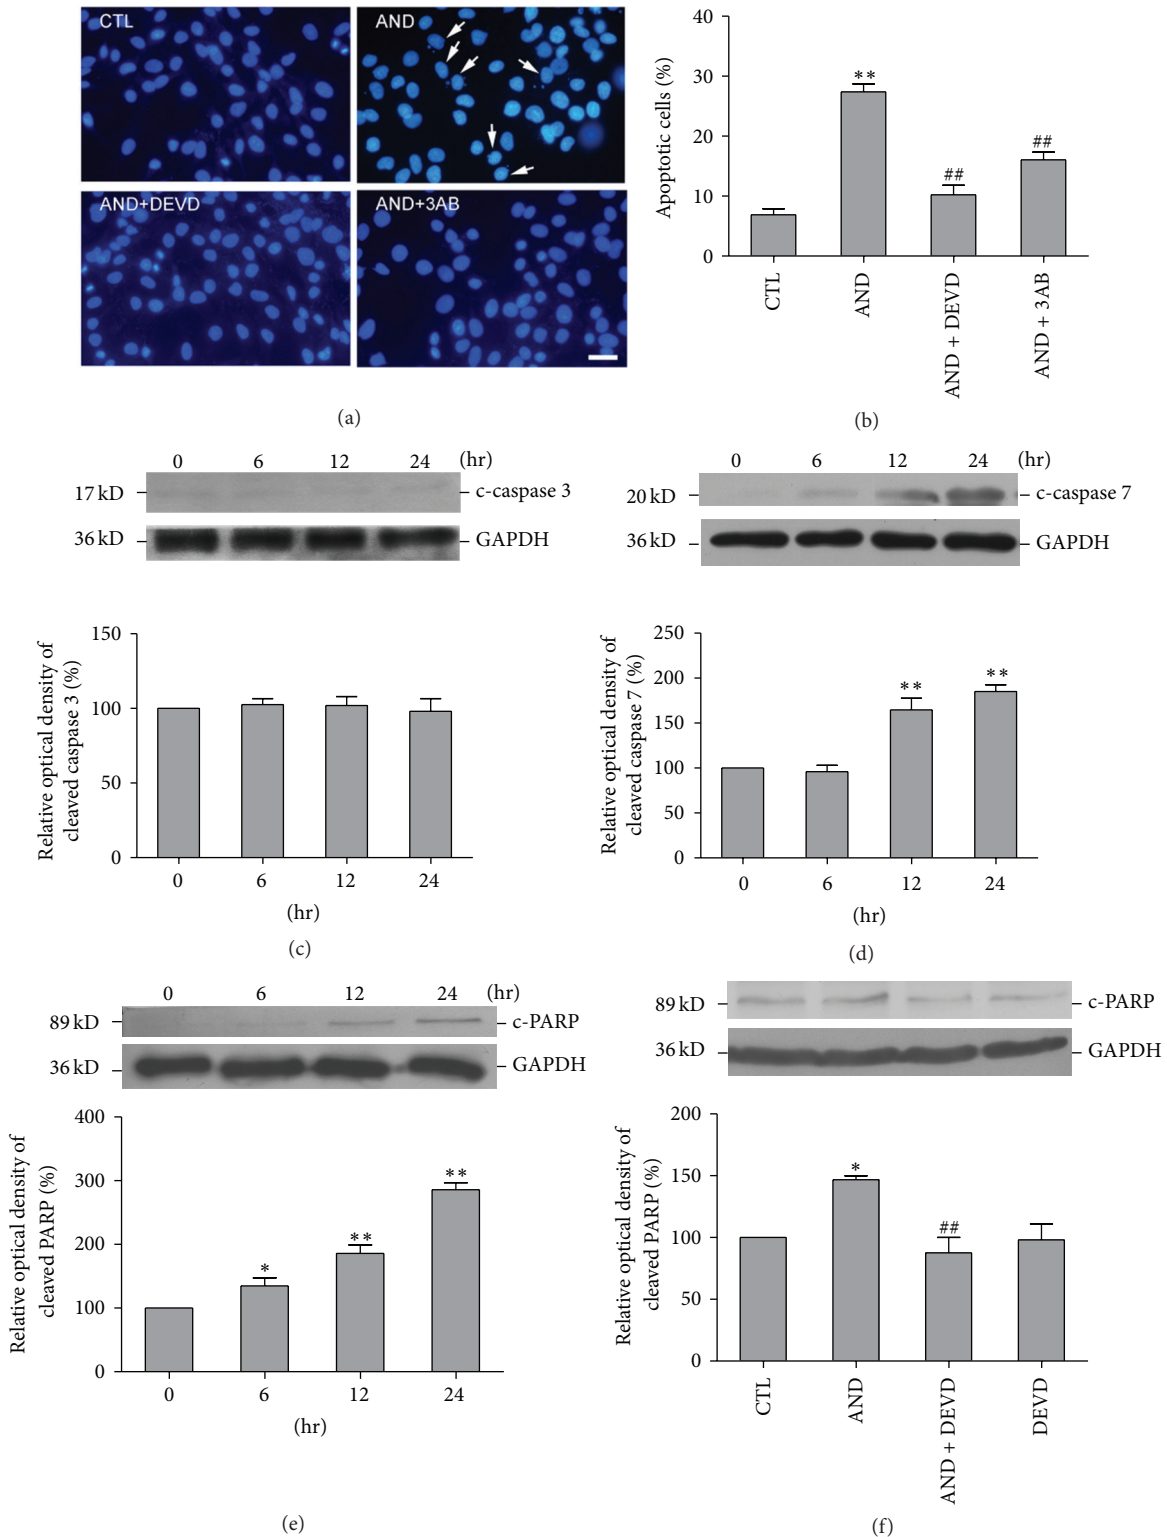 CTL
AND
AND+DEVD
AND+3AB
(a)
Apoptotic cells (%)
40
30
20
10
0
**
##
##
CTL
AND
AND + DEVD
AND + 3AB
(b)
0 6 12 24 (hr)
17 kD
c-caspase 3
36 kD
GAPDH
Relative optical density of
cleaved caspase 3 (%)
150
100
50
0
0 6 12 24
(hr)
(c)
0 6 12 24 (hr)
20 kD
c-caspase 7
36 kD
GAPDH
Relative optical density of
cleaved caspase 7 (%)
250
200
150
100
50
0
**
**
0 6 12 24
(hr)
(d)
0 6 12 24 (hr)
89 kD
c-PARP
36 kD
GAPDH
Relative optical density of
cleaved PARP (%)
400
300
200
100
0
*
**
**
0 6 12 24
(hr)
(e)
89 kD
c-PARP
36 kD
GAPDH
Relative optical density of
cleaved PARP (%)
200
150
100
50
0
*
##
CTL
AND
AND + DEVD
DEVD
(f)